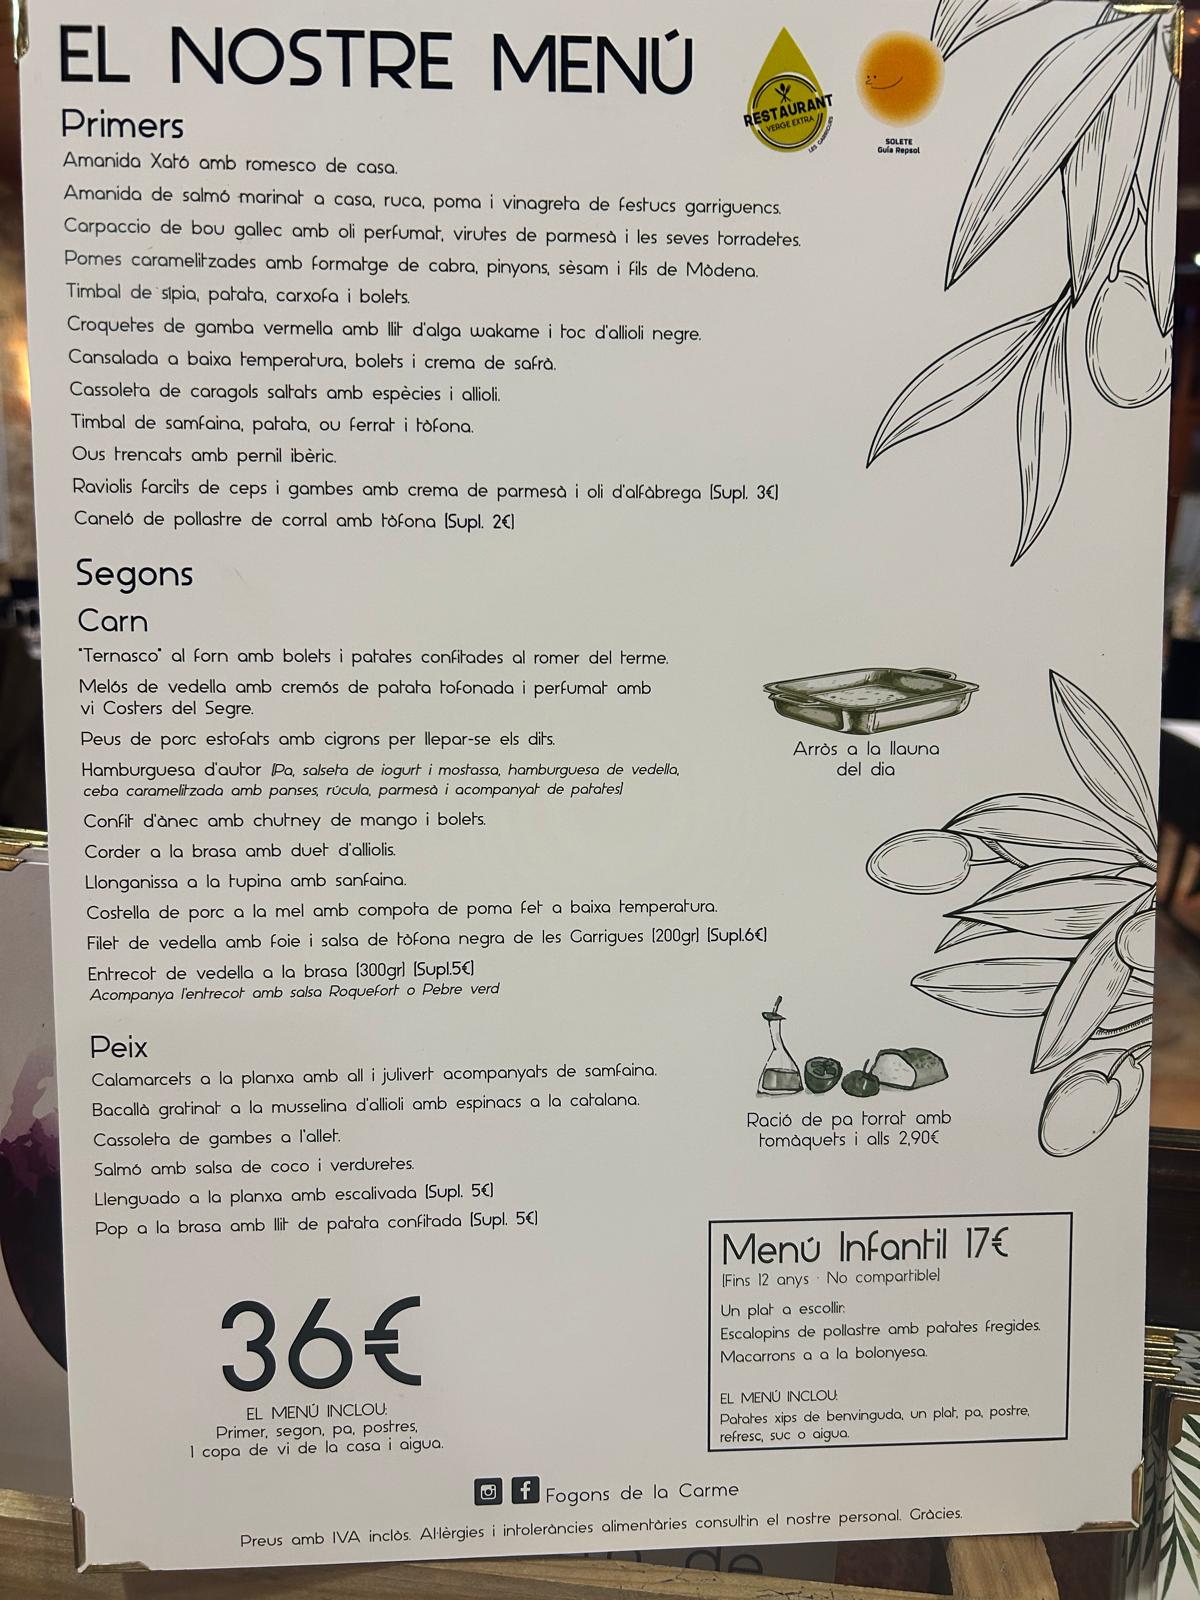 EL NOSTRE MENÚ
RESTAURANT
VERGE EXTRA
LES GARRIGUES
SOLETE
Guía Repsol
Primers
Amanida Xató amb romesco de casa.
Amanida de salmó marinat a casa, ruca, poma i vinagreta de festucs garriguencs.
Carpaccio de bou gallec amb oli perfumat, virutes de parmesà i les seves torradetes.
Pomes caramelitzades amb formatge de cabra, pinyons, sèsam i fils de Mòdena.
Timbal de sípia, patata, carxofa i bolets.
Croquetes de gamba vermella amb llit d'alga wakame i toc d'allioli negre.
Cansalada a baixa temperatura, bolets i crema de safrà.
Cassoleta de caragols saltats amb espècies i allioli.
Timbal de samfaina, patata, ou ferrat i tòfona.
Ous trencats amb pernil ibèric.
Raviolis farcits de ceps i gambes amb crema de parmesà i oli d'alfàbrega (Supl. 3€)
Caneló de pollastre de corral amb tòfona (Supl. 2€)
Segons
Carn
"Ternasco" al forn amb bolets i patates confitades al romer del terme.
Melós de vedella amb cremós de patata tofonada i perfumat amb
vi Costers del Segre.
Peus de porc estofats amb cigrons per llepar-se els dits.
Hamburguesa d'autor (Pa, salseta de iogurt i mostassa, hamburguesa de vedella,
ceba caramelitzada amb panses, rúcula, parmesà i acompanyat de patates)
Confit d'ànec amb chutney de mango i bolets.
Corder a la brasa amb duet d'alliolis.
Llonganissa a la tupina amb sanfaina.
Costella de porc a la mel amb compota de poma fet a baixa temperatura.
Filet de vedella amb foie i salsa de tòfona negra de les Garrigues (200gr) (Supl.6€)
Entrecot de vedella a la brasa (300gr) (Supl.5€)
Acompanya l'entrecot amb salsa Roquefort o Pebre verd
Arròs a la llauna
del dia
Peix
Calamarcets a la planxa amb all i julivert acompanyats de samfaina.
Bacallà gratinat a la musselina d'allioli amb espinacs a la catalana.
Cassoleta de gambes a l'allet.
Salmó amb salsa de coco i verduretes.
Llenguado a la planxa amb escalivada (Supl. 5€)
Pop a la brasa amb llit de patata confitada (Supl. 5€)
Ració de pa torrat amb
tomàquets i alls 2,90€
36€
EL MENÚ INCLOU:
Primer, segon, pa, postres,
1 copa de vi de la casa i aigua.
Menú Infantil 17€
(Fins 12 anys · No compartible)
Un plat a escollir:
Escalopins de pollastre amb patates fregides.
Macarrons a a la bolonyesa.
EL MENÚ INCLOU:
Patates xips de benvinguda, un plat, pa, postre,
refresc, suc o aigua.
Fogons de la Carme
Preus amb IVA inclòs. Al·lèrgies i intoleràncies alimentàries consultin el nostre personal. Gràcies.
de